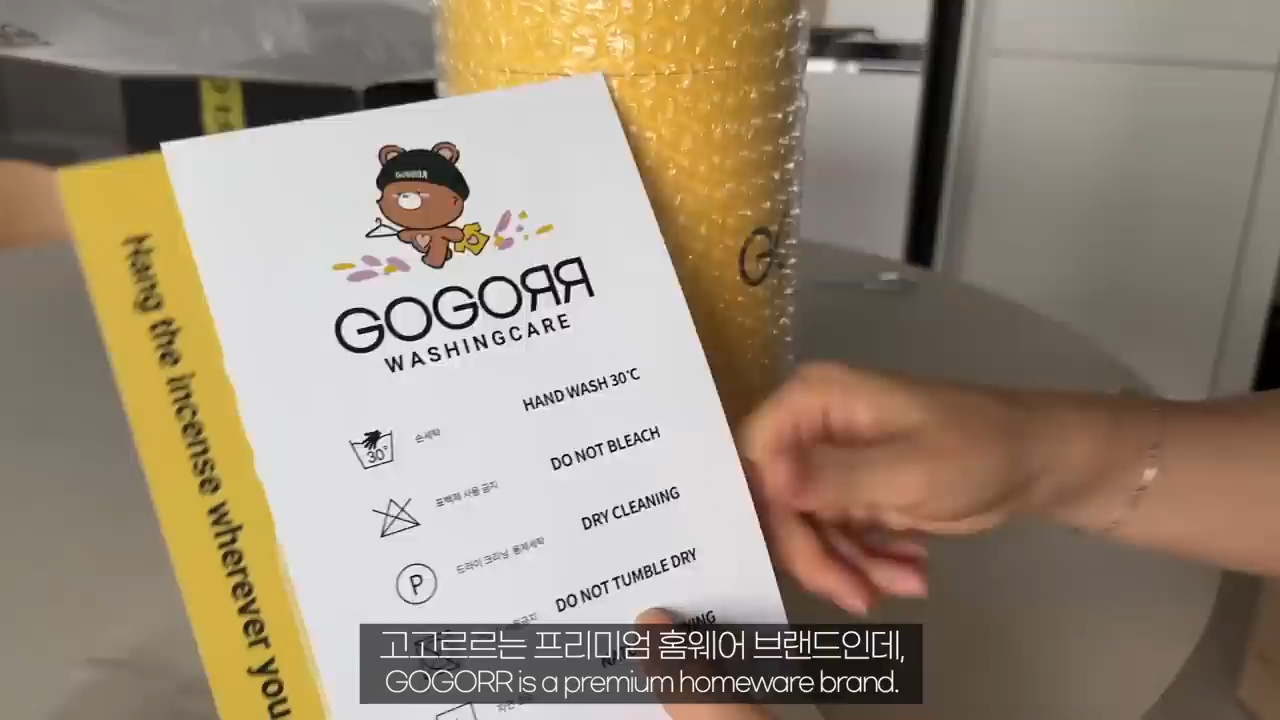 GOGORR
GOGOЯЯ
WASHINGCARE
30°
손세탁
HAND WASH 30℃
표백제 사용 금지
DO NOT BLEACH
P
드라이 크리닝 용제세탁
DRY CLEANING
DO NOT TUMBLE DRY
Hang the incense wherever you
고고르르는 프리미엄 홈웨어 브랜드인데,
GOGORR is a premium homeware brand.